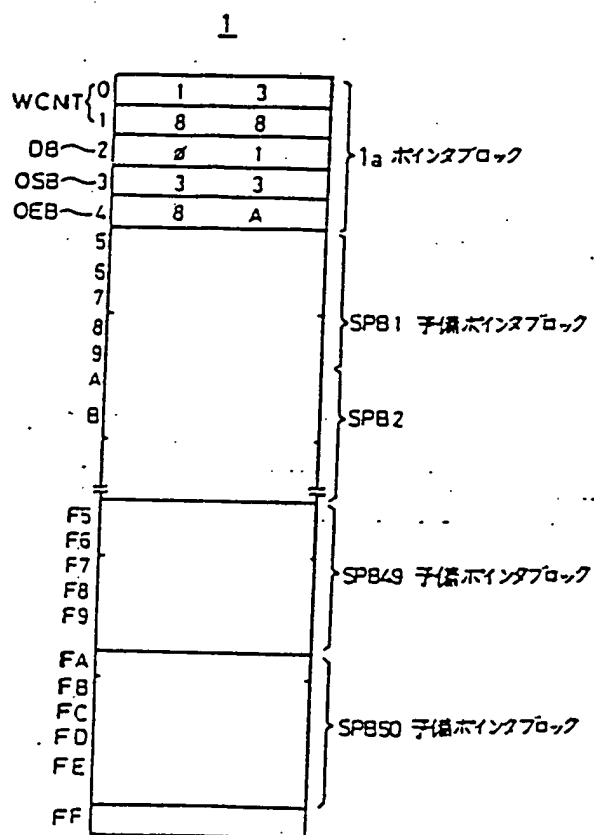 1
WCNT 0 1 3
1 8 8
DB 2 ø 1
OSB 3 3 3
OEB 4 8 A
1a ポインタブロック
5
6
7
8
9
SPB1 予備ポインタブロック
A
B
SPB2
F5
F6
F7
F8
F9
SPB49 予備ポインタブロック
FA
FB
FC
FD
FE
SPB50 予備ポインタブロック
FF